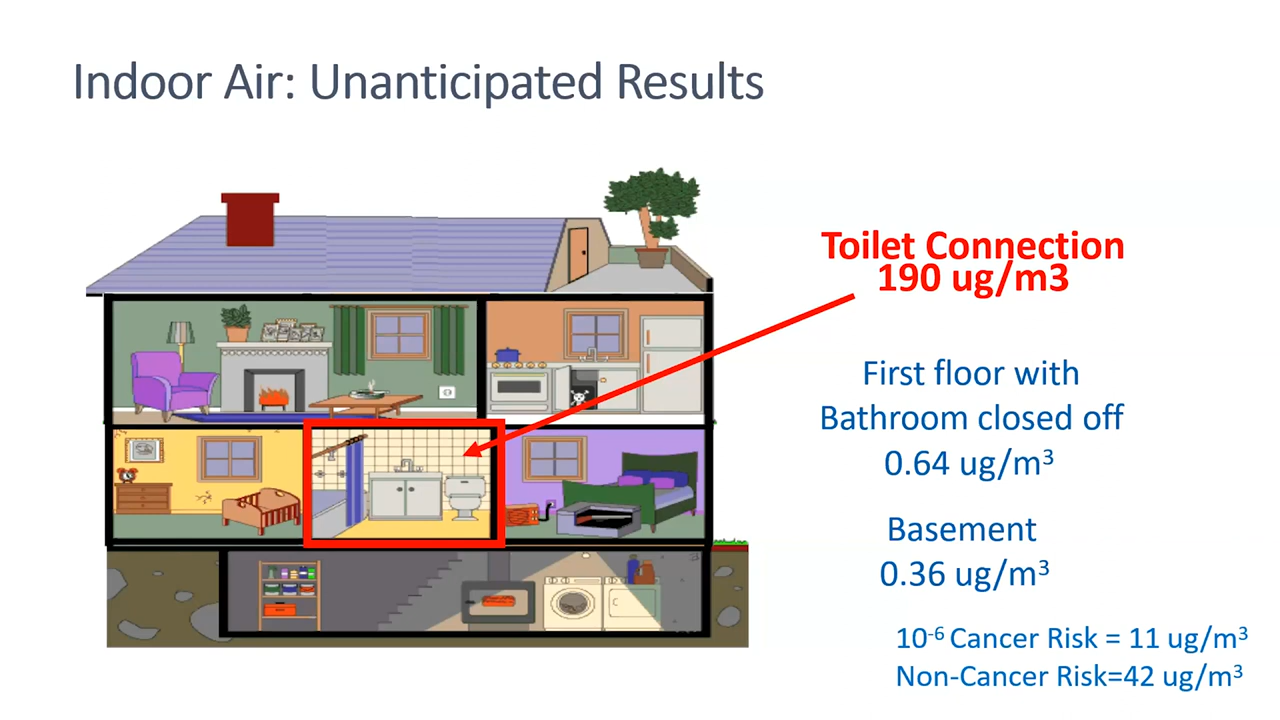 Indoor Air: Unanticipated Results
Toilet Connection
190 ug/m3
First floor with
Bathroom closed off
0.64 ug/m³
Basement
0.36 ug/m³
10⁻⁶ Cancer Risk = 11 ug/m³
Non-Cancer Risk=42 ug/m³